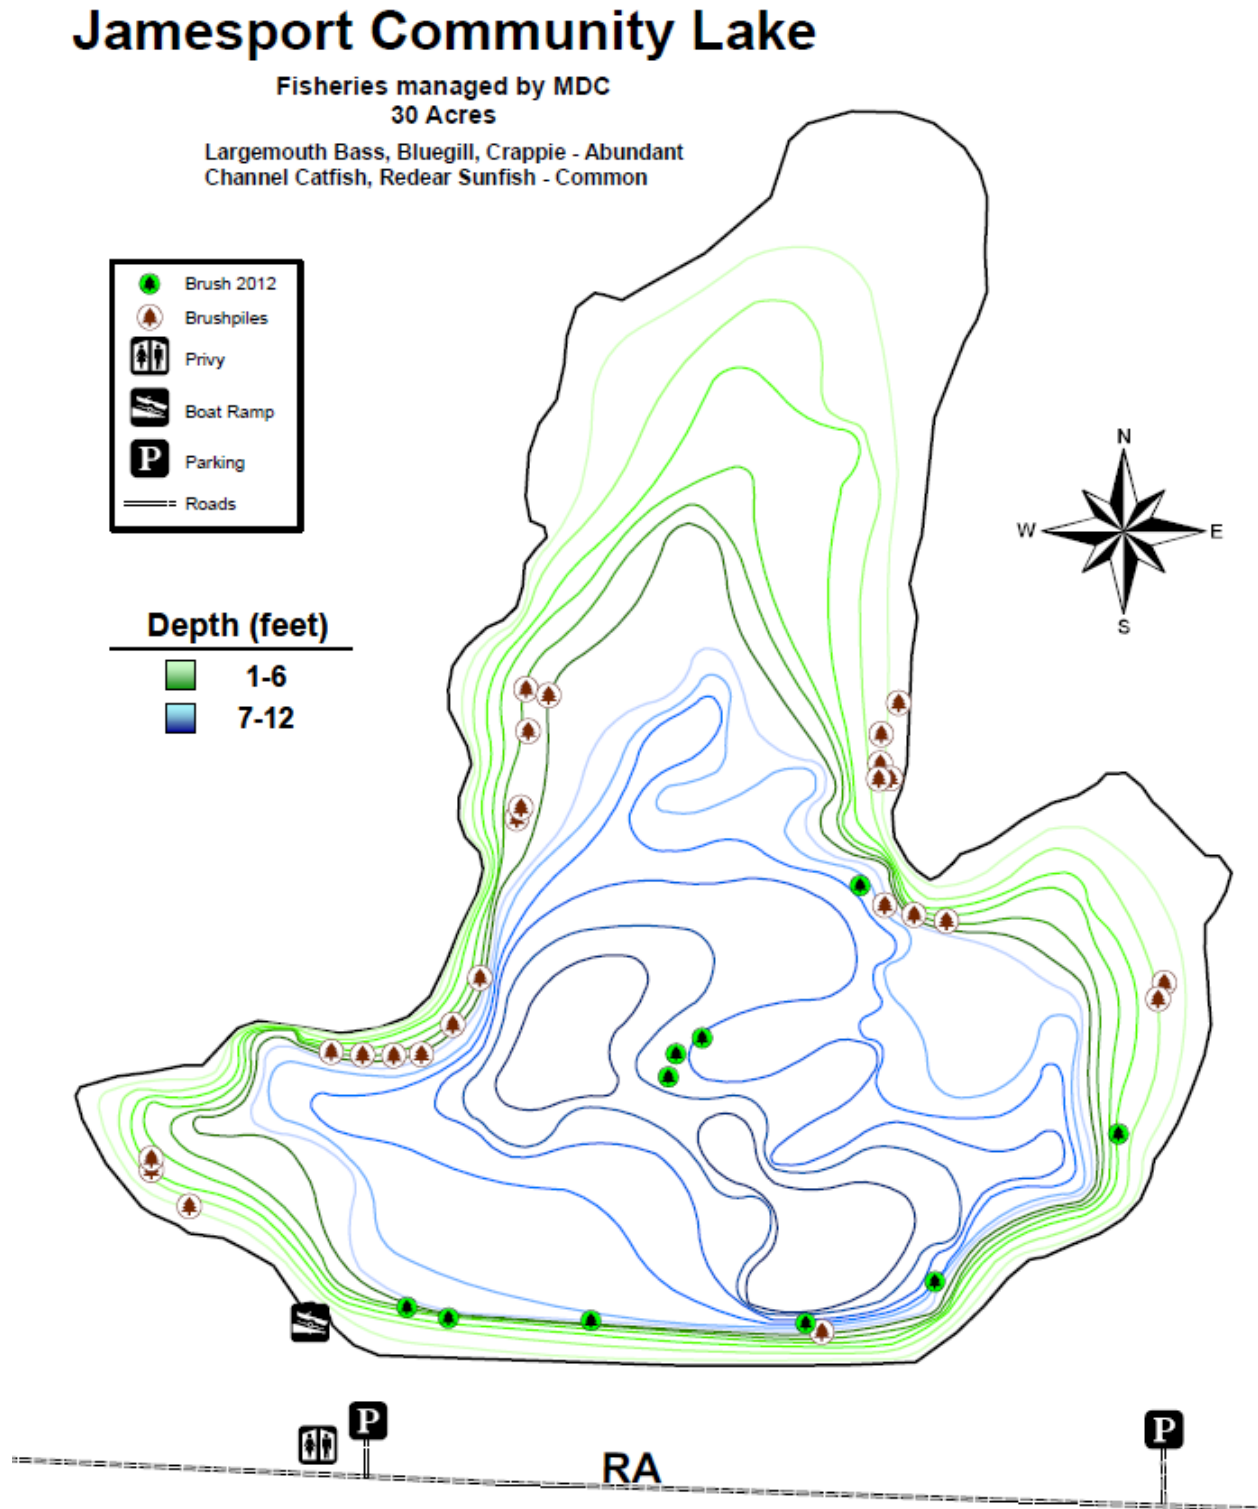 Jamesport Community Lake
Fisheries managed by MDC
30 Acres
Largemouth Bass, Bluegill, Crappie - Abundant
Channel Catfish, Redear Sunfish - Common
Brush 2012
Brushpiles
Privy
Boat Ramp
P Parking
Roads
N
W E
S
Depth (feet)
1-6
7-12
P
P
RA